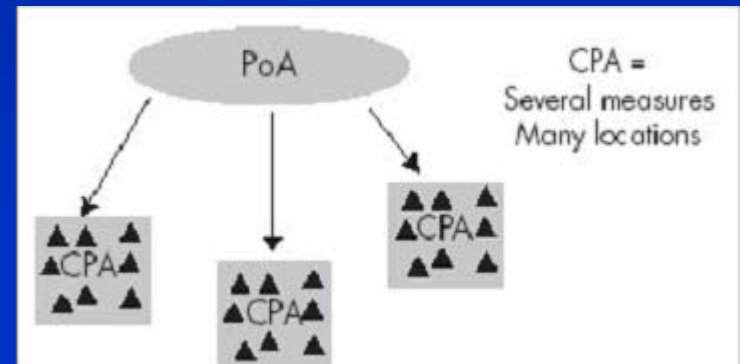 PoA
CPA =
Several measures
Many locations
CPA
CPA
CPA